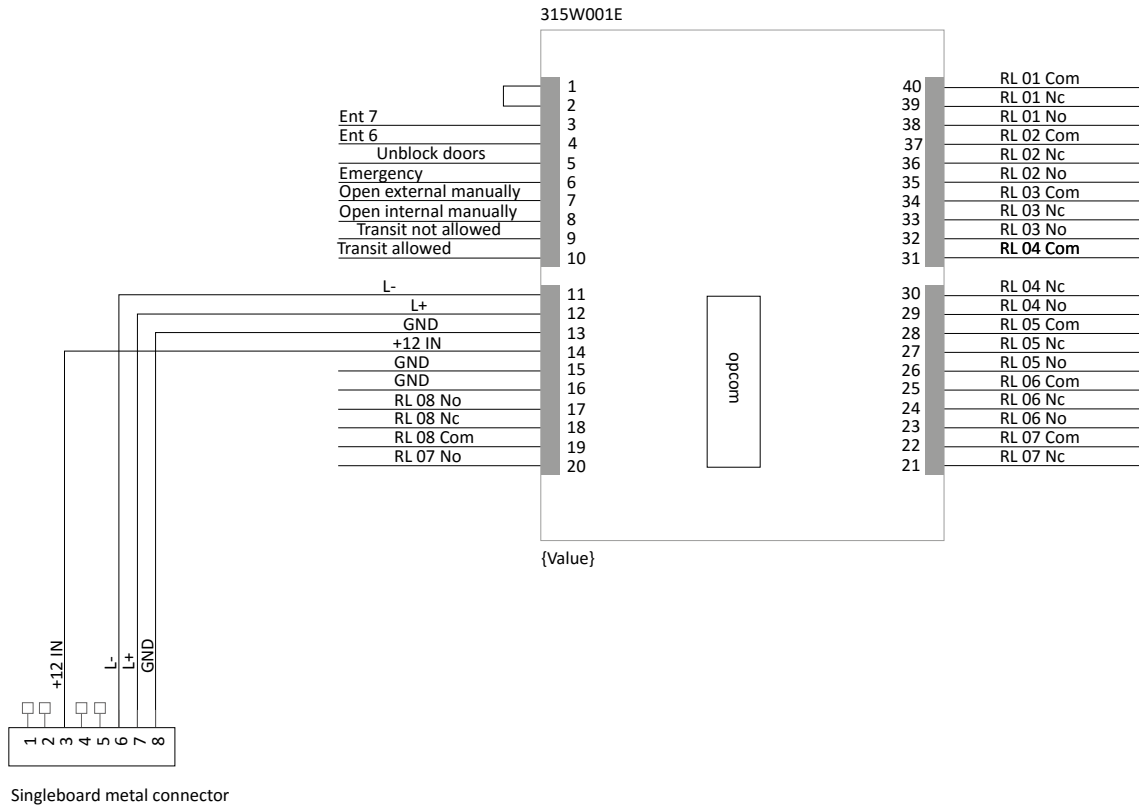 315W001E
1
2
Ent 7
3
Ent 6
4
Unblock doors
5
Emergency
6
Open external manually
7
Open internal manually
8
Transit not allowed
9
Transit allowed
10
L-
11
L+
12
GND
13
+12 IN
14
GND
15
GND
16
RL 08 No
17
RL 08 Nc
18
RL 08 Com
19
RL 07 No
20
opcom
40
RL 01 Com
39
RL 01 Nc
38
RL 01 No
37
RL 02 Com
36
RL 02 Nc
35
RL 02 No
34
RL 03 Com
33
RL 03 Nc
32
RL 03 No
31
RL 04 Com
30
RL 04 Nc
29
RL 04 No
28
RL 05 Com
27
RL 05 Nc
26
RL 05 No
25
RL 06 Com
24
RL 06 Nc
23
RL 06 No
22
RL 07 Com
21
RL 07 Nc
{Value}
+12 IN
L-
L+
GND
1
2
3
4
5
6
7
8
Singleboard metal connector